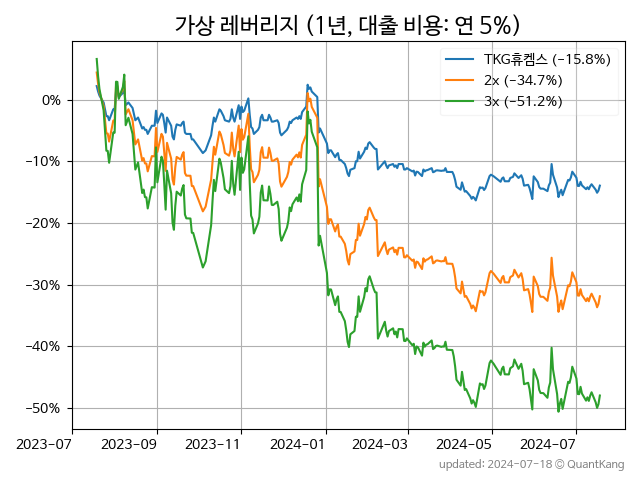 가상 레버리지 (1년, 대출 비용: 연 5%)
TKG휴켐스 (−15.8%)
2x (−34.7%)
3x (−51.2%)
0%
−10%
−20%
−30%
−40%
−50%
2023-07 2023-09 2023-11 2024-01 2024-03 2024-05 2024-07
updated: 2024-07-18 © QuantKang